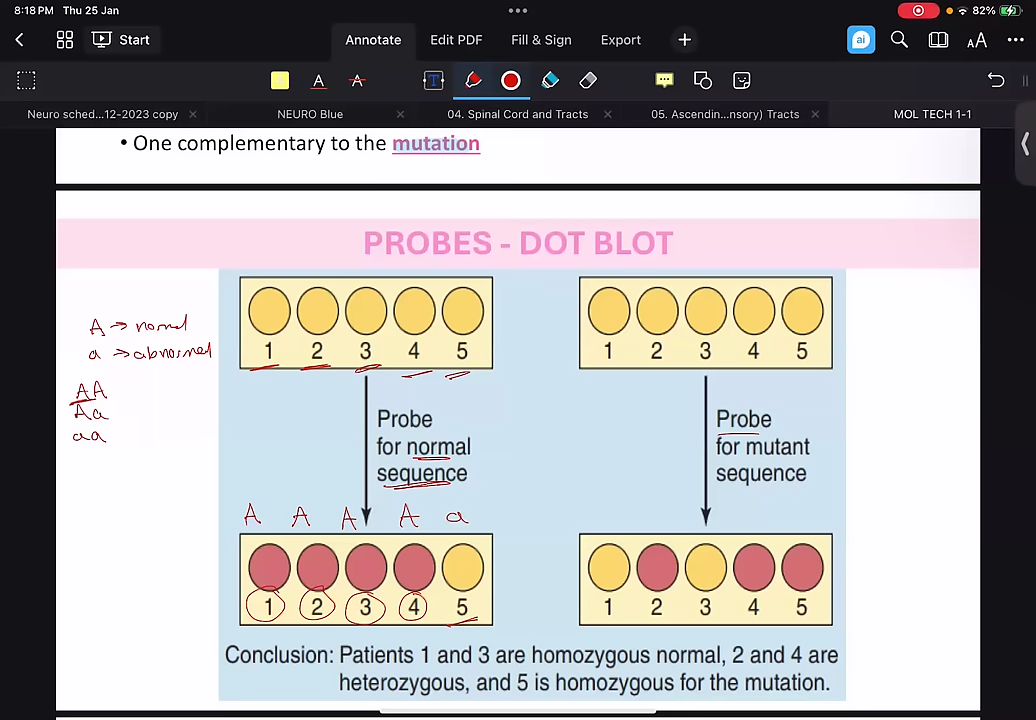 8:18 PM Thu 25 Jan
82%
Start
Annotate
Edit PDF
Fill & Sign
Export
ai
AA
A
A
T
Neuro sched...12-2023 copy
NEURO Blue
04. Spinal Cord and Tracts
05. Ascendin...nsory) Tracts
MOL TECH 1-1
• One complementary to the mutation
PROBES - DOT BLOT
A → normal
a → abnormal
AA
Aa
aa
1 2 3 4 5
1 2 3 4 5
Probe
for normal
sequence
Probe
for mutant
sequence
A A A A a
1 2 3 4 5
1 2 3 4 5
Conclusion: Patients 1 and 3 are homozygous normal, 2 and 4 are
heterozygous, and 5 is homozygous for the mutation.